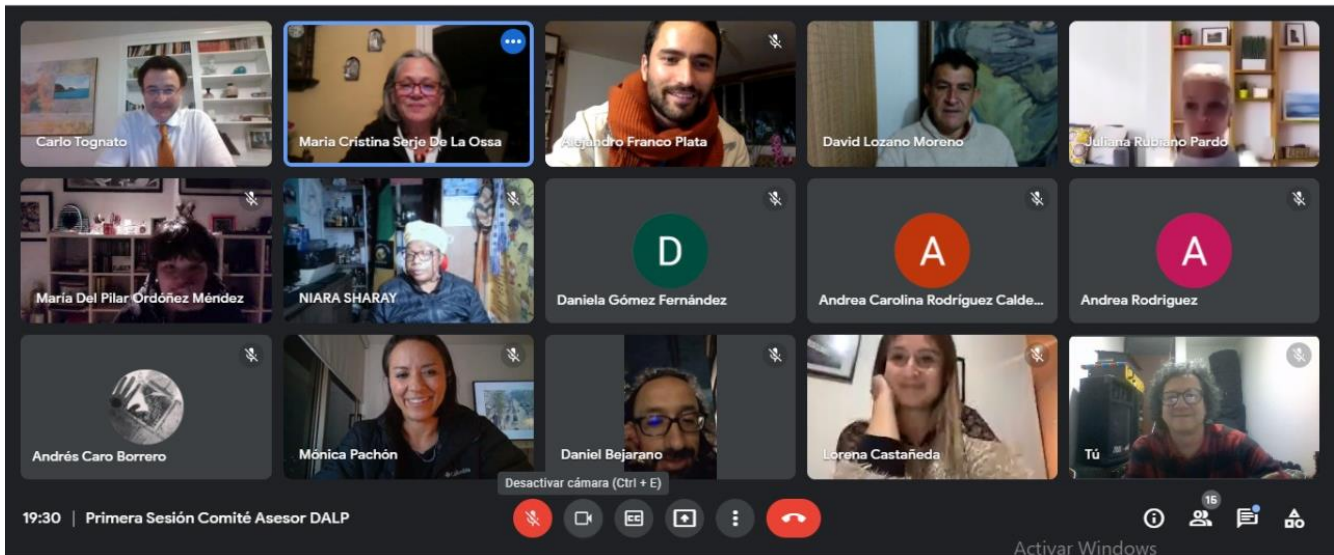 Carlo Tognato
Maria Cristina Serje De La Ossa
Alejandro Franco Plata
David Lozano Moreno
Juliana Rubiano Pardo
María Del Pilar Ordóñez Méndez
NIARA SHARAY
D
Daniela Gómez Fernández
A
Andrea Carolina Rodríguez Calde...
A
Andrea Rodriguez
Andrés Caro Borrero
Mónica Pachón
Daniel Bejarano
Lorena Castañeda
Tú
Desactivar cámara (Ctrl + E)
19:30 | Primera Sesión Comité Asesor DALP
CC
15
Activar Windows